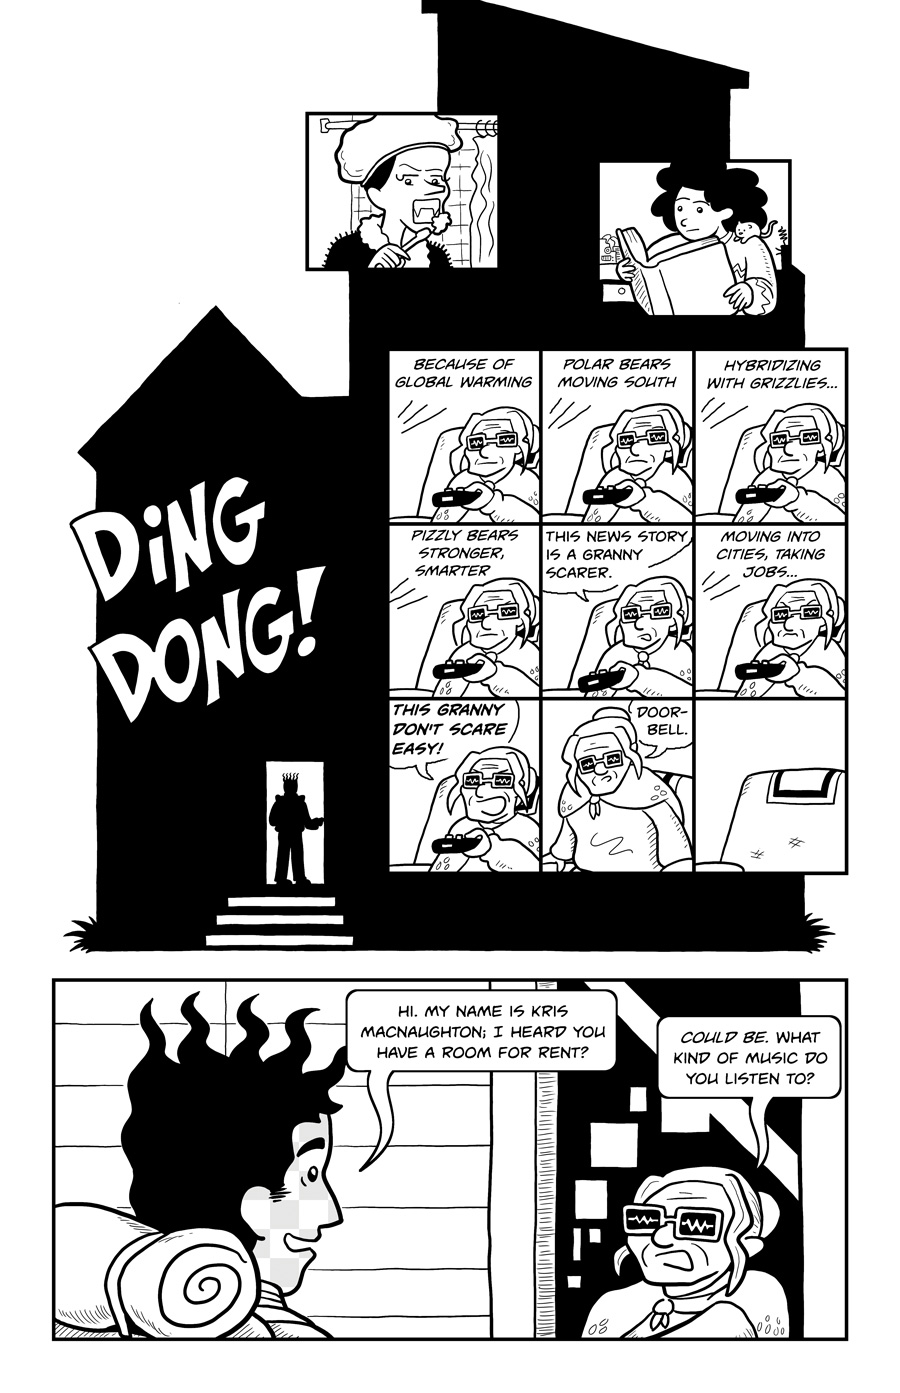 BECAUSE OF
GLOBAL WARMING
POLAR BEARS
MOVING SOUTH
HYBRIDIZING
WITH GRIZZLIES...
DiNG
DONG!
PIZZLY BEARS
STRONGER,
SMARTER
THIS NEWS STORY
IS A GRANNY
SCARER.
MOVING INTO
CITIES, TAKING
JOBS...
THIS GRANNY
DON'T SCARE
EASY!
DOOR-
BELL.
HI. MY NAME IS KRIS
MACNAUGHTON; I HEARD YOU
HAVE A ROOM FOR RENT?
COULD BE. WHAT
KIND OF MUSIC DO
YOU LISTEN TO?